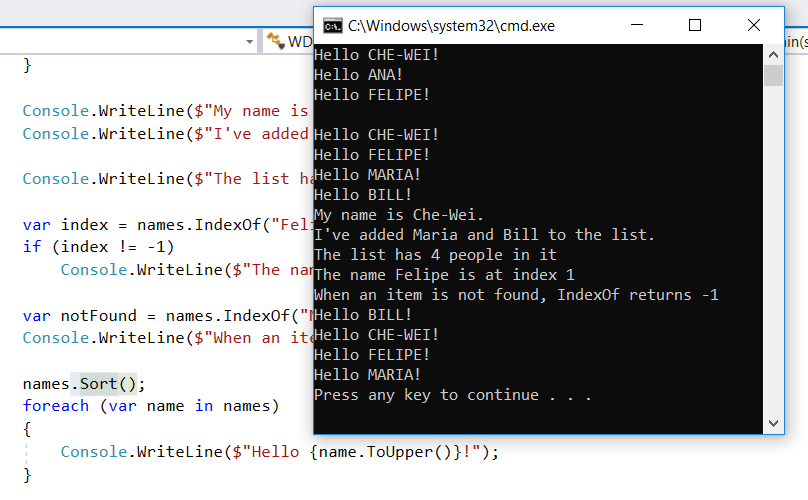 C:\Windows\system32\cmd.exe
Hello CHE-WEI!
Hello ANA!
Hello FELIPE!
Hello CHE-WEI!
Hello FELIPE!
Hello MARIA!
Hello BILL!
My name is Che-Wei.
I've added Maria and Bill to the list.
The list has 4 people in it
The name Felipe is at index 1
When an item is not found, IndexOf returns -1
Hello BILL!
Hello CHE-WEI!
Hello FELIPE!
Hello MARIA!
Press any key to continue . . .
WD
in(s
}
Console.WriteLine($"My name is
Console.WriteLine($"I've added
Console.WriteLine($"The list ha
var index = names.IndexOf("Feli
if (index != -1)
Console.WriteLine($"The nam
var notFound = names.IndexOf("N
Console.WriteLine($"When an ite
names.Sort();
foreach (var name in names)
{
Console.WriteLine($"Hello {name.ToUpper()}!");
}